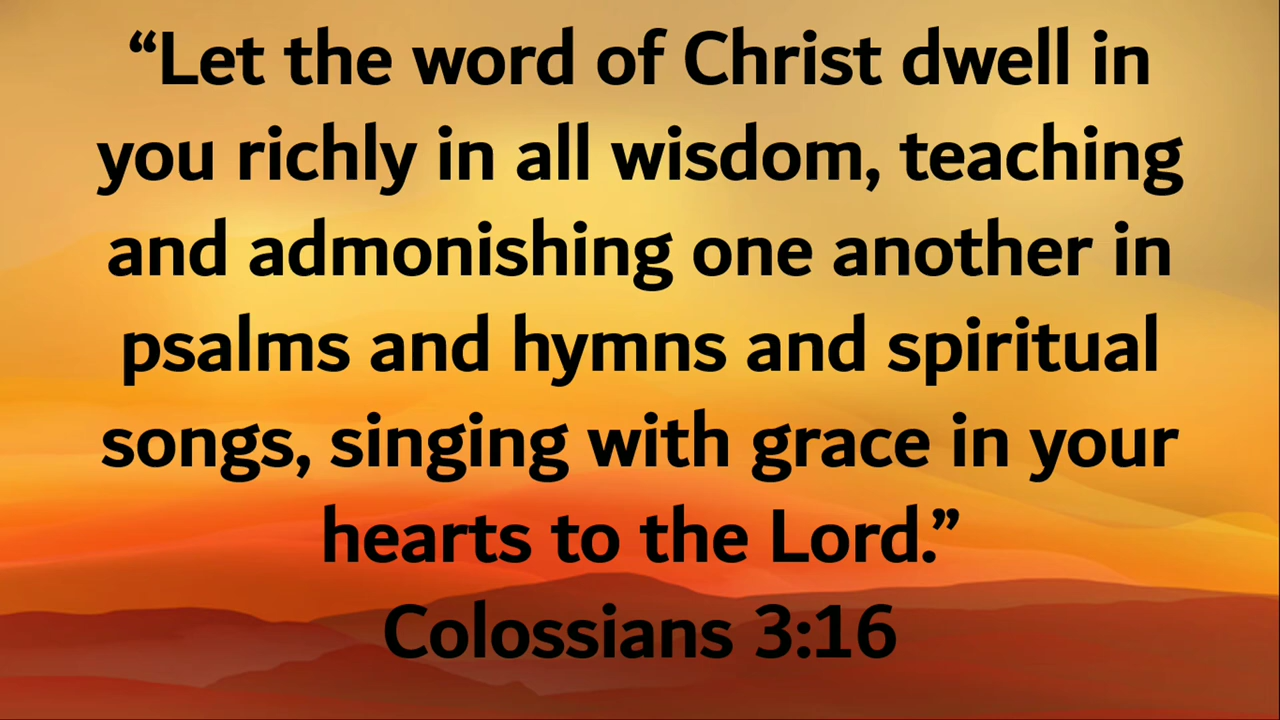 “Let the word of Christ dwell in
you richly in all wisdom, teaching
and admonishing one another in
psalms and hymns and spiritual
songs, singing with grace in your
hearts to the Lord.”
Colossians 3:16